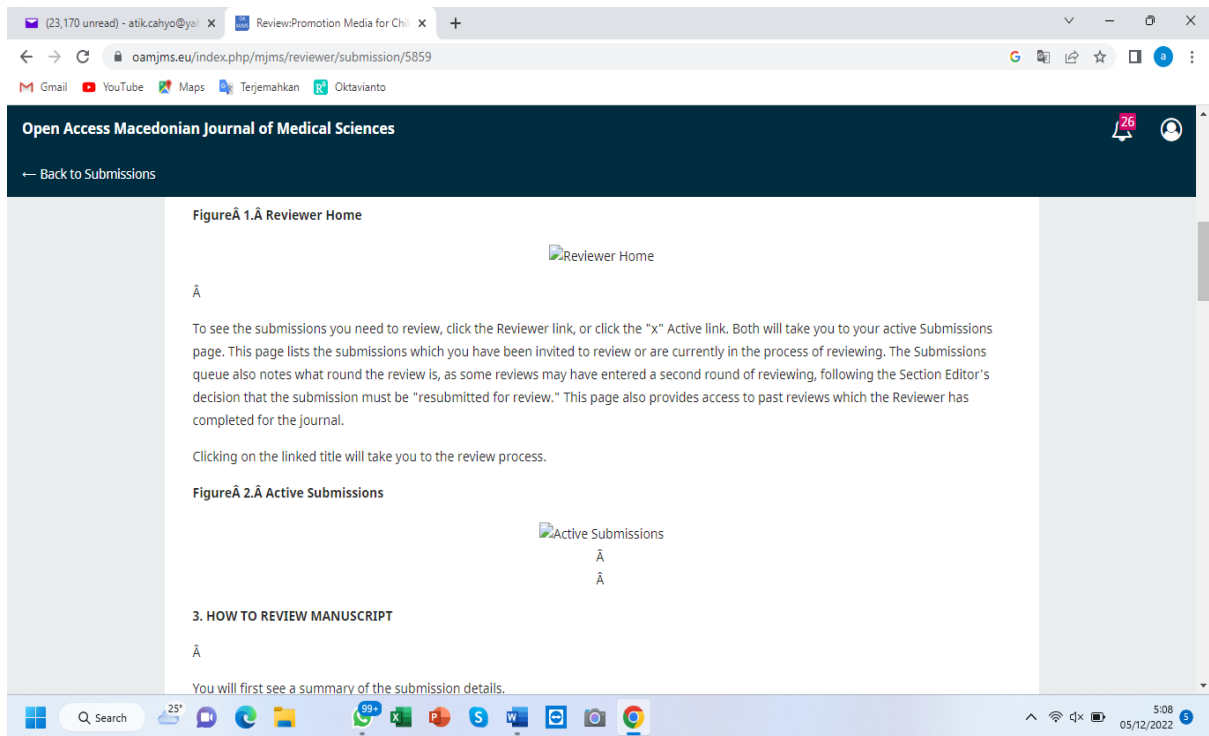 (23,170 unread) - atik.cahyo@yal
Review:Promotion Media for Chil
oamjms.eu/index.php/mjms/reviewer/submission/5859
Gmail YouTube Maps Terjemahkan Oktavianto
Open Access Macedonian Journal of Medical Sciences
26
← Back to Submissions
FigureÂ 1.Â Reviewer Home
Reviewer Home
Â
To see the submissions you need to review, click the Reviewer link, or click the "x" Active link. Both will take you to your active Submissions
page. This page lists the submissions which you have been invited to review or are currently in the process of reviewing. The Submissions
queue also notes what round the review is, as some reviews may have entered a second round of reviewing, following the Section Editor's
decision that the submission must be "resubmitted for review." This page also provides access to past reviews which the Reviewer has
completed for the journal.
Clicking on the linked title will take you to the review process.
FigureÂ 2.Â Active Submissions
Active Submissions
Â
Â
3. HOW TO REVIEW MANUSCRIPT
Â
You will first see a summary of the submission details.
Search 25° 99+ 5:08
05/12/2022 5